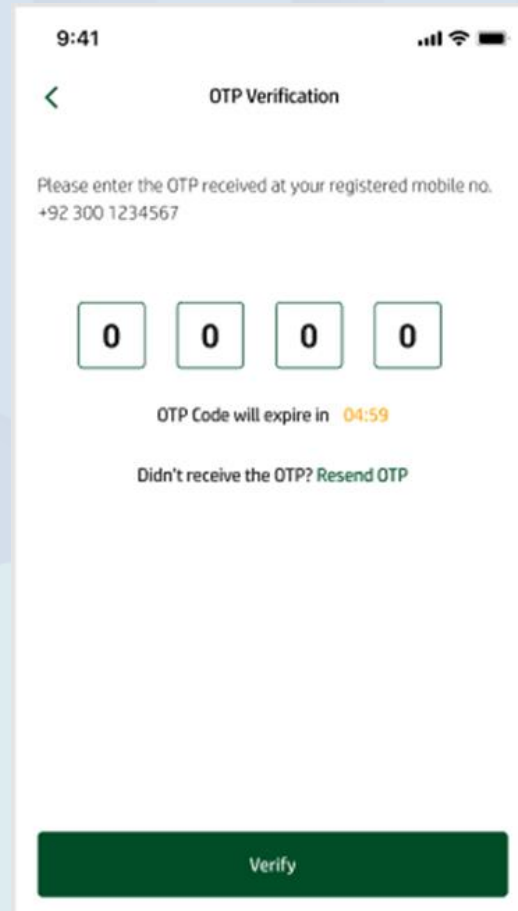 9:41
OTP Verification
Please enter the OTP received at your registered mobile no.
+92 300 1234567
0 0 0 0
OTP Code will expire in 04:59
Didn't receive the OTP? Resend OTP
Verify